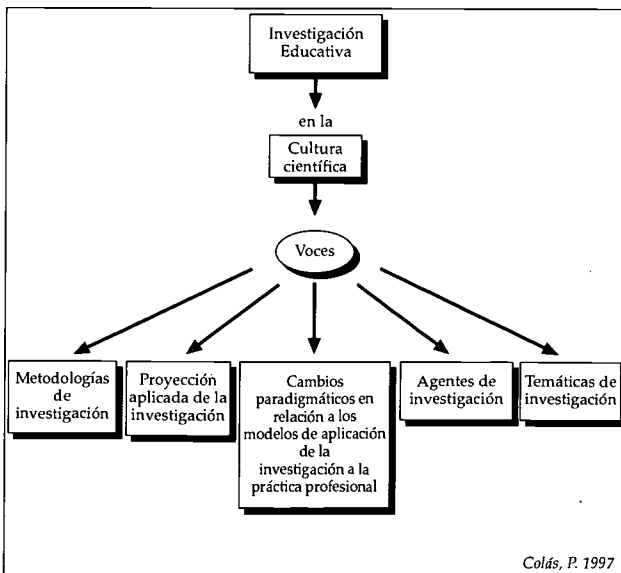 Investigación
Educativa
en la
Cultura
científica
Voces
Metodologías
de
investigación
Proyección
aplicada de la
investigación
Cambios
paradigmáticos en
relación a los
modelos de aplicación
de la
investigación a la
práctica profesional
Agentes de
investigación
Temáticas de
investigación
Colás, P. 1997